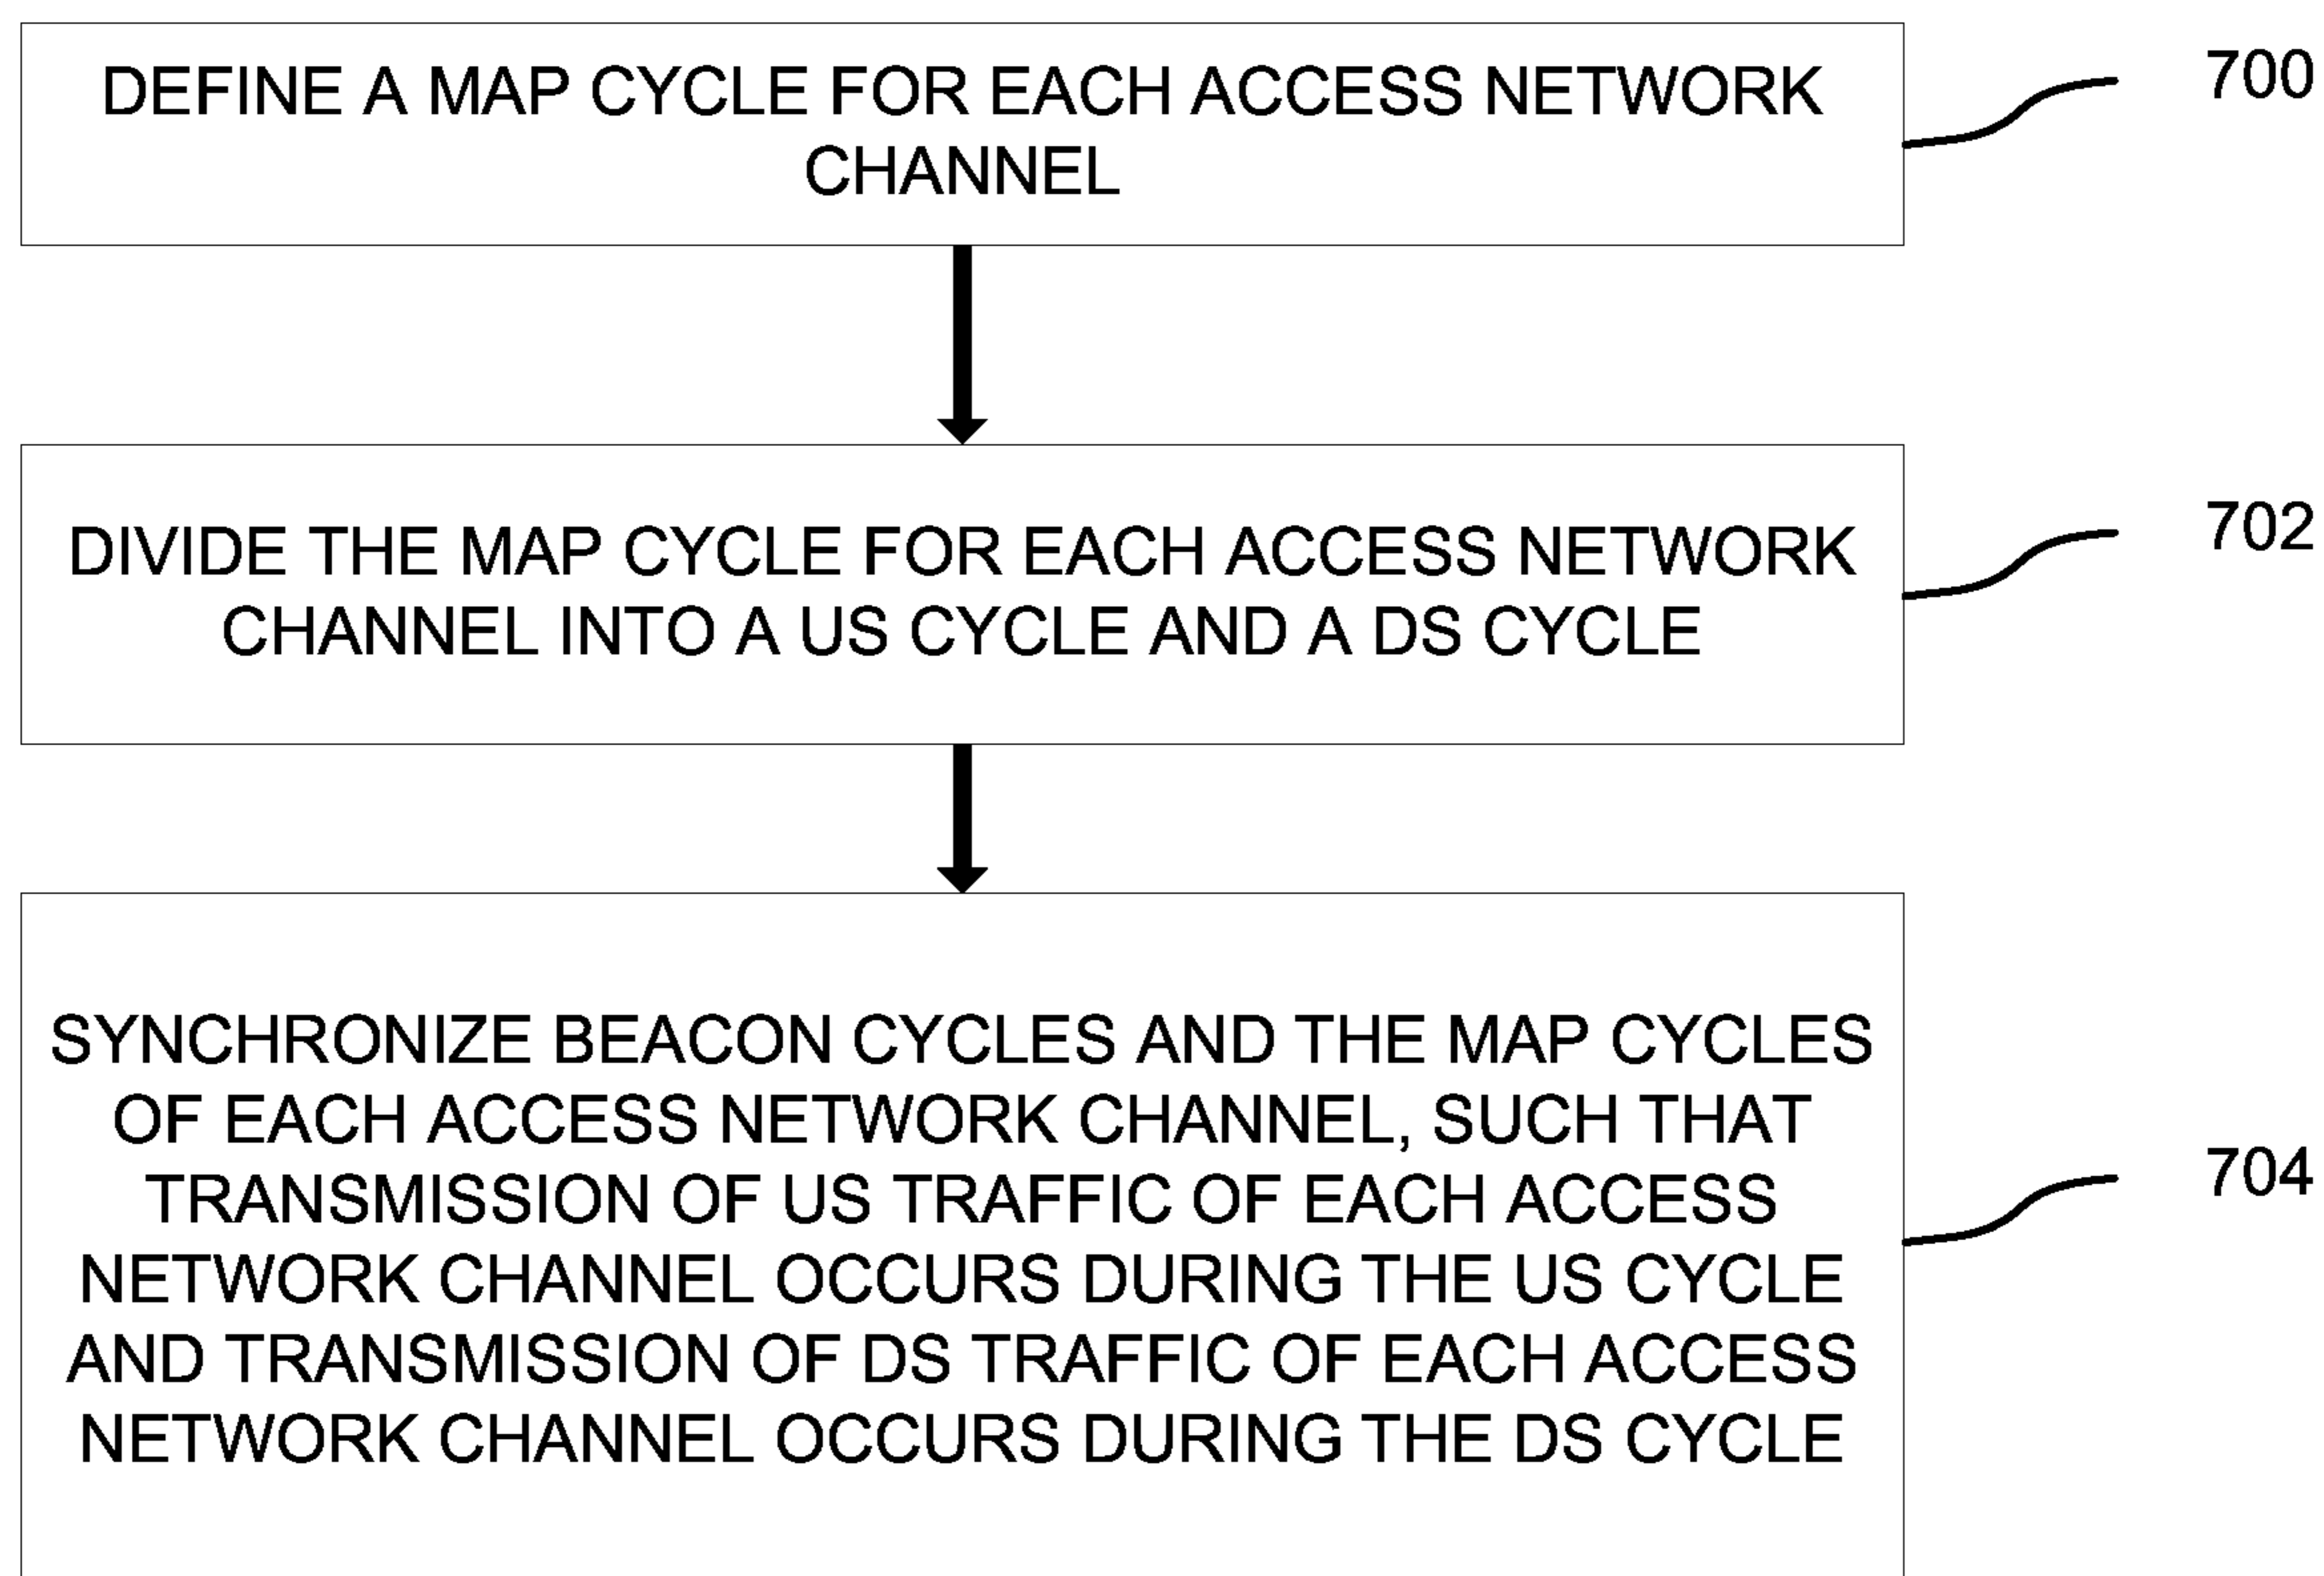 DEFINE A MAP CYCLE FOR EACH ACCESS NETWORK
CHANNEL
700
DIVIDE THE MAP CYCLE FOR EACH ACCESS NETWORK
CHANNEL INTO A US CYCLE AND A DS CYCLE
702
SYNCHRONIZE BEACON CYCLES AND THE MAP CYCLES
OF EACH ACCESS NETWORK CHANNEL, SUCH THAT
TRANSMISSION OF US TRAFFIC OF EACH ACCESS
NETWORK CHANNEL OCCURS DURING THE US CYCLE
AND TRANSMISSION OF DS TRAFFIC OF EACH ACCESS
NETWORK CHANNEL OCCURS DURING THE DS CYCLE
704